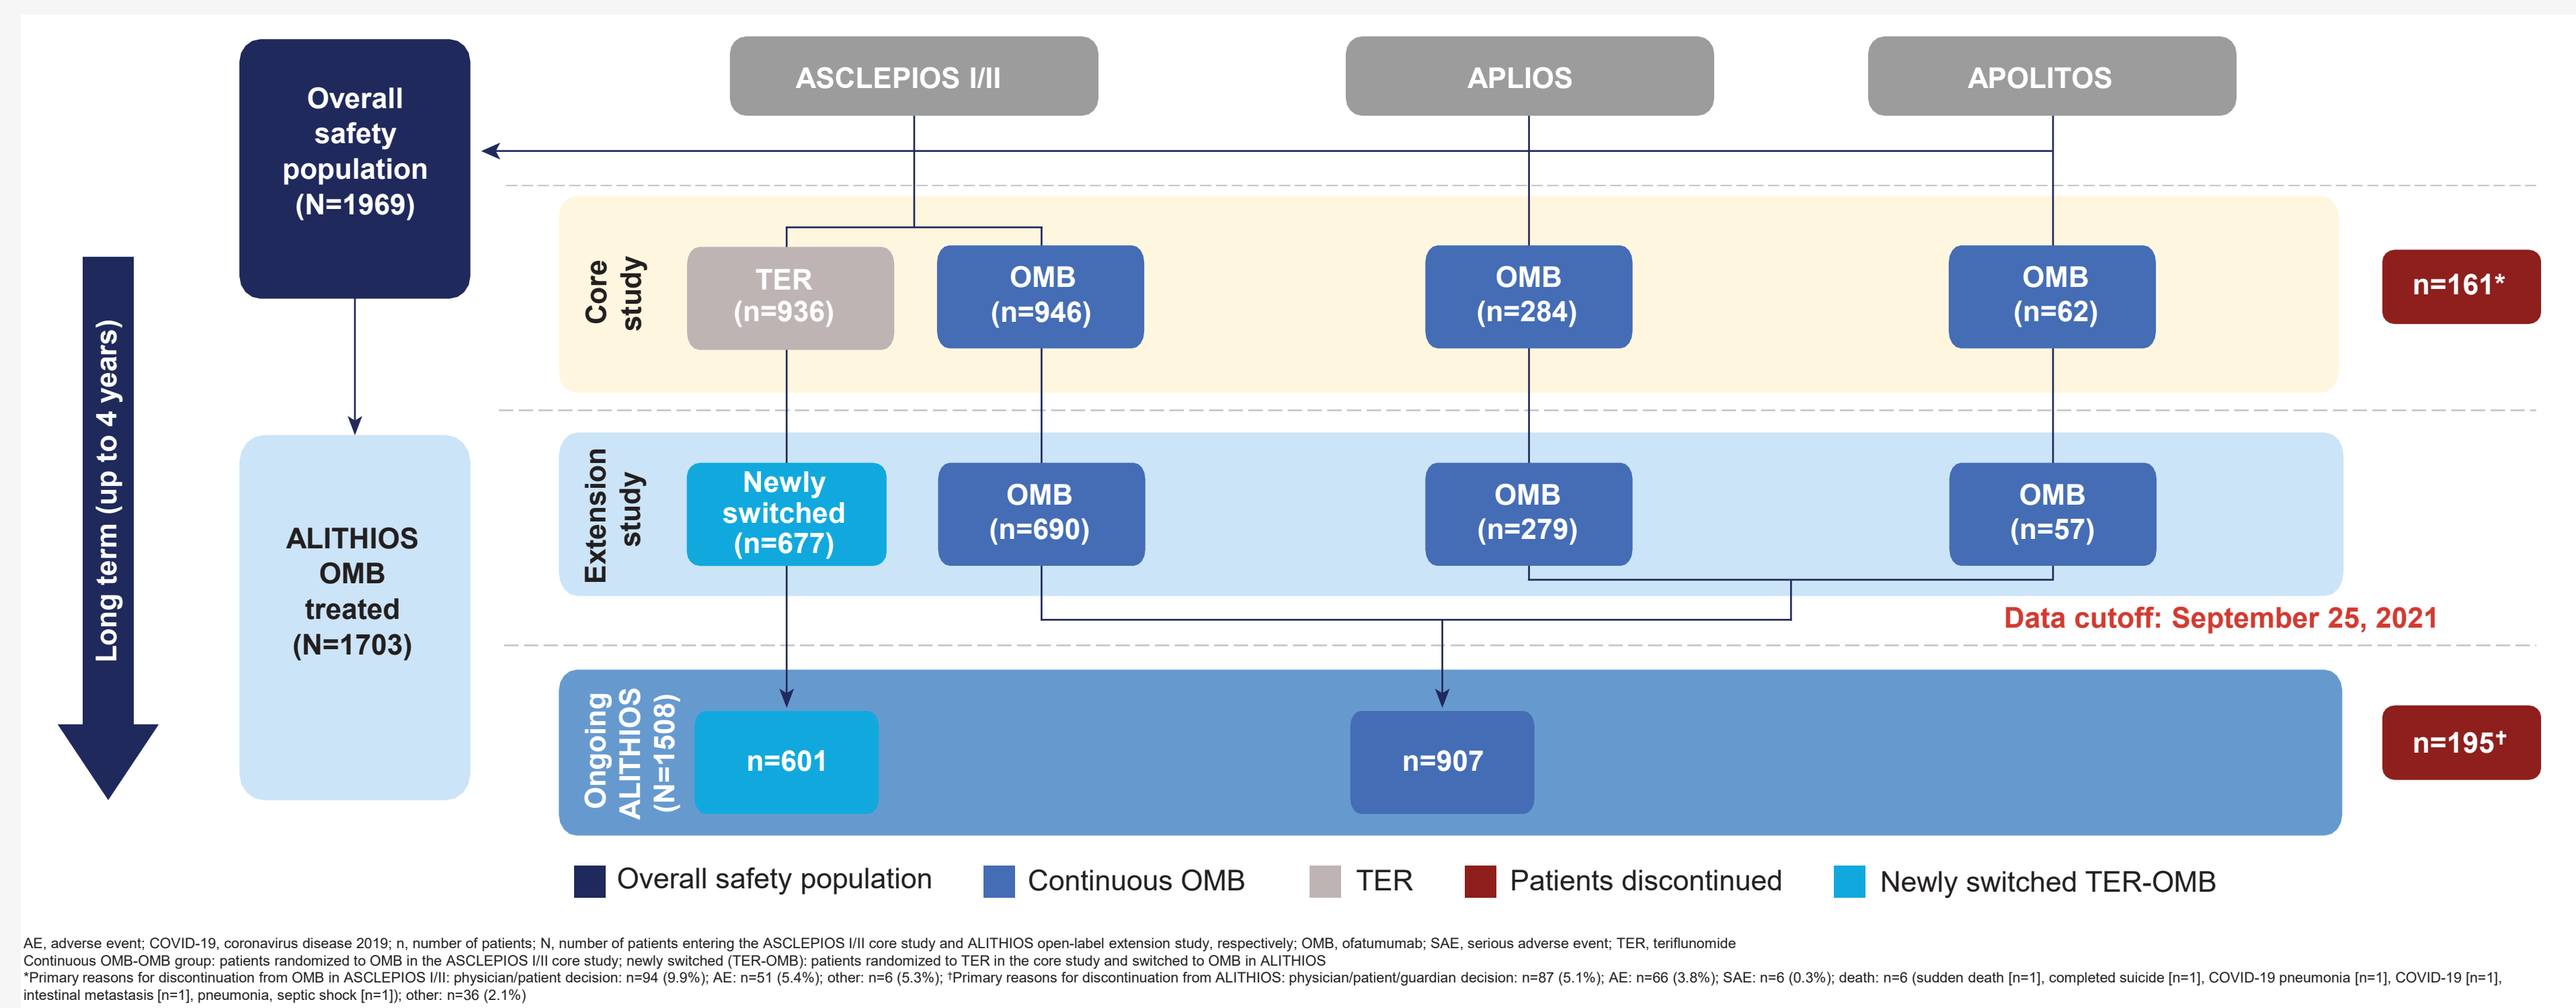 Overall
safety
population
(N=1969)
ASCLEPIOS I/II
APLIOS
APOLITOS
Core
study
TER
(n=936)
OMB
(n=946)
OMB
(n=284)
OMB
(n=62)
n=161*
Long term (up to 4 years)
ALITHIOS
OMB
treated
(N=1703)
Extension
study
Newly
switched
(n=677)
OMB
(n=690)
OMB
(n=279)
OMB
(n=57)
Data cutoff: September 25, 2021
Ongoing
ALITHIOS
(N=1508)
n=601
n=907
n=195†
Overall safety population
Continuous OMB
TER
Patients discontinued
Newly switched TER-OMB
AE, adverse event; COVID-19, coronavirus disease 2019; n, number of patients; N, number of patients entering the ASCLEPIOS I/II core study and ALITHIOS open-label extension study, respectively; OMB, ofatumumab; SAE, serious adverse event; TER, teriflunomide
Continuous OMB-OMB group: patients randomized to OMB in the ASCLEPIOS I/II core study; newly switched (TER-OMB): patients randomized to TER in the core study and switched to OMB in ALITHIOS
*Primary reasons for discontinuation from OMB in ASCLEPIOS I/II: physician/patient decision: n=94 (9.9%); AE: n=51 (5.4%); other: n=6 (5.3%); †Primary reasons for discontinuation from ALITHIOS: physician/patient/guardian decision: n=87 (5.1%); AE: n=66 (3.8%); SAE: n=6 (0.3%); death: n=6 (sudden death [n=1], completed suicide [n=1], COVID-19 pneumonia [n=1], COVID-19 [n=1],
intestinal metastasis [n=1], pneumonia, septic shock [n=1]); other: n=36 (2.1%)